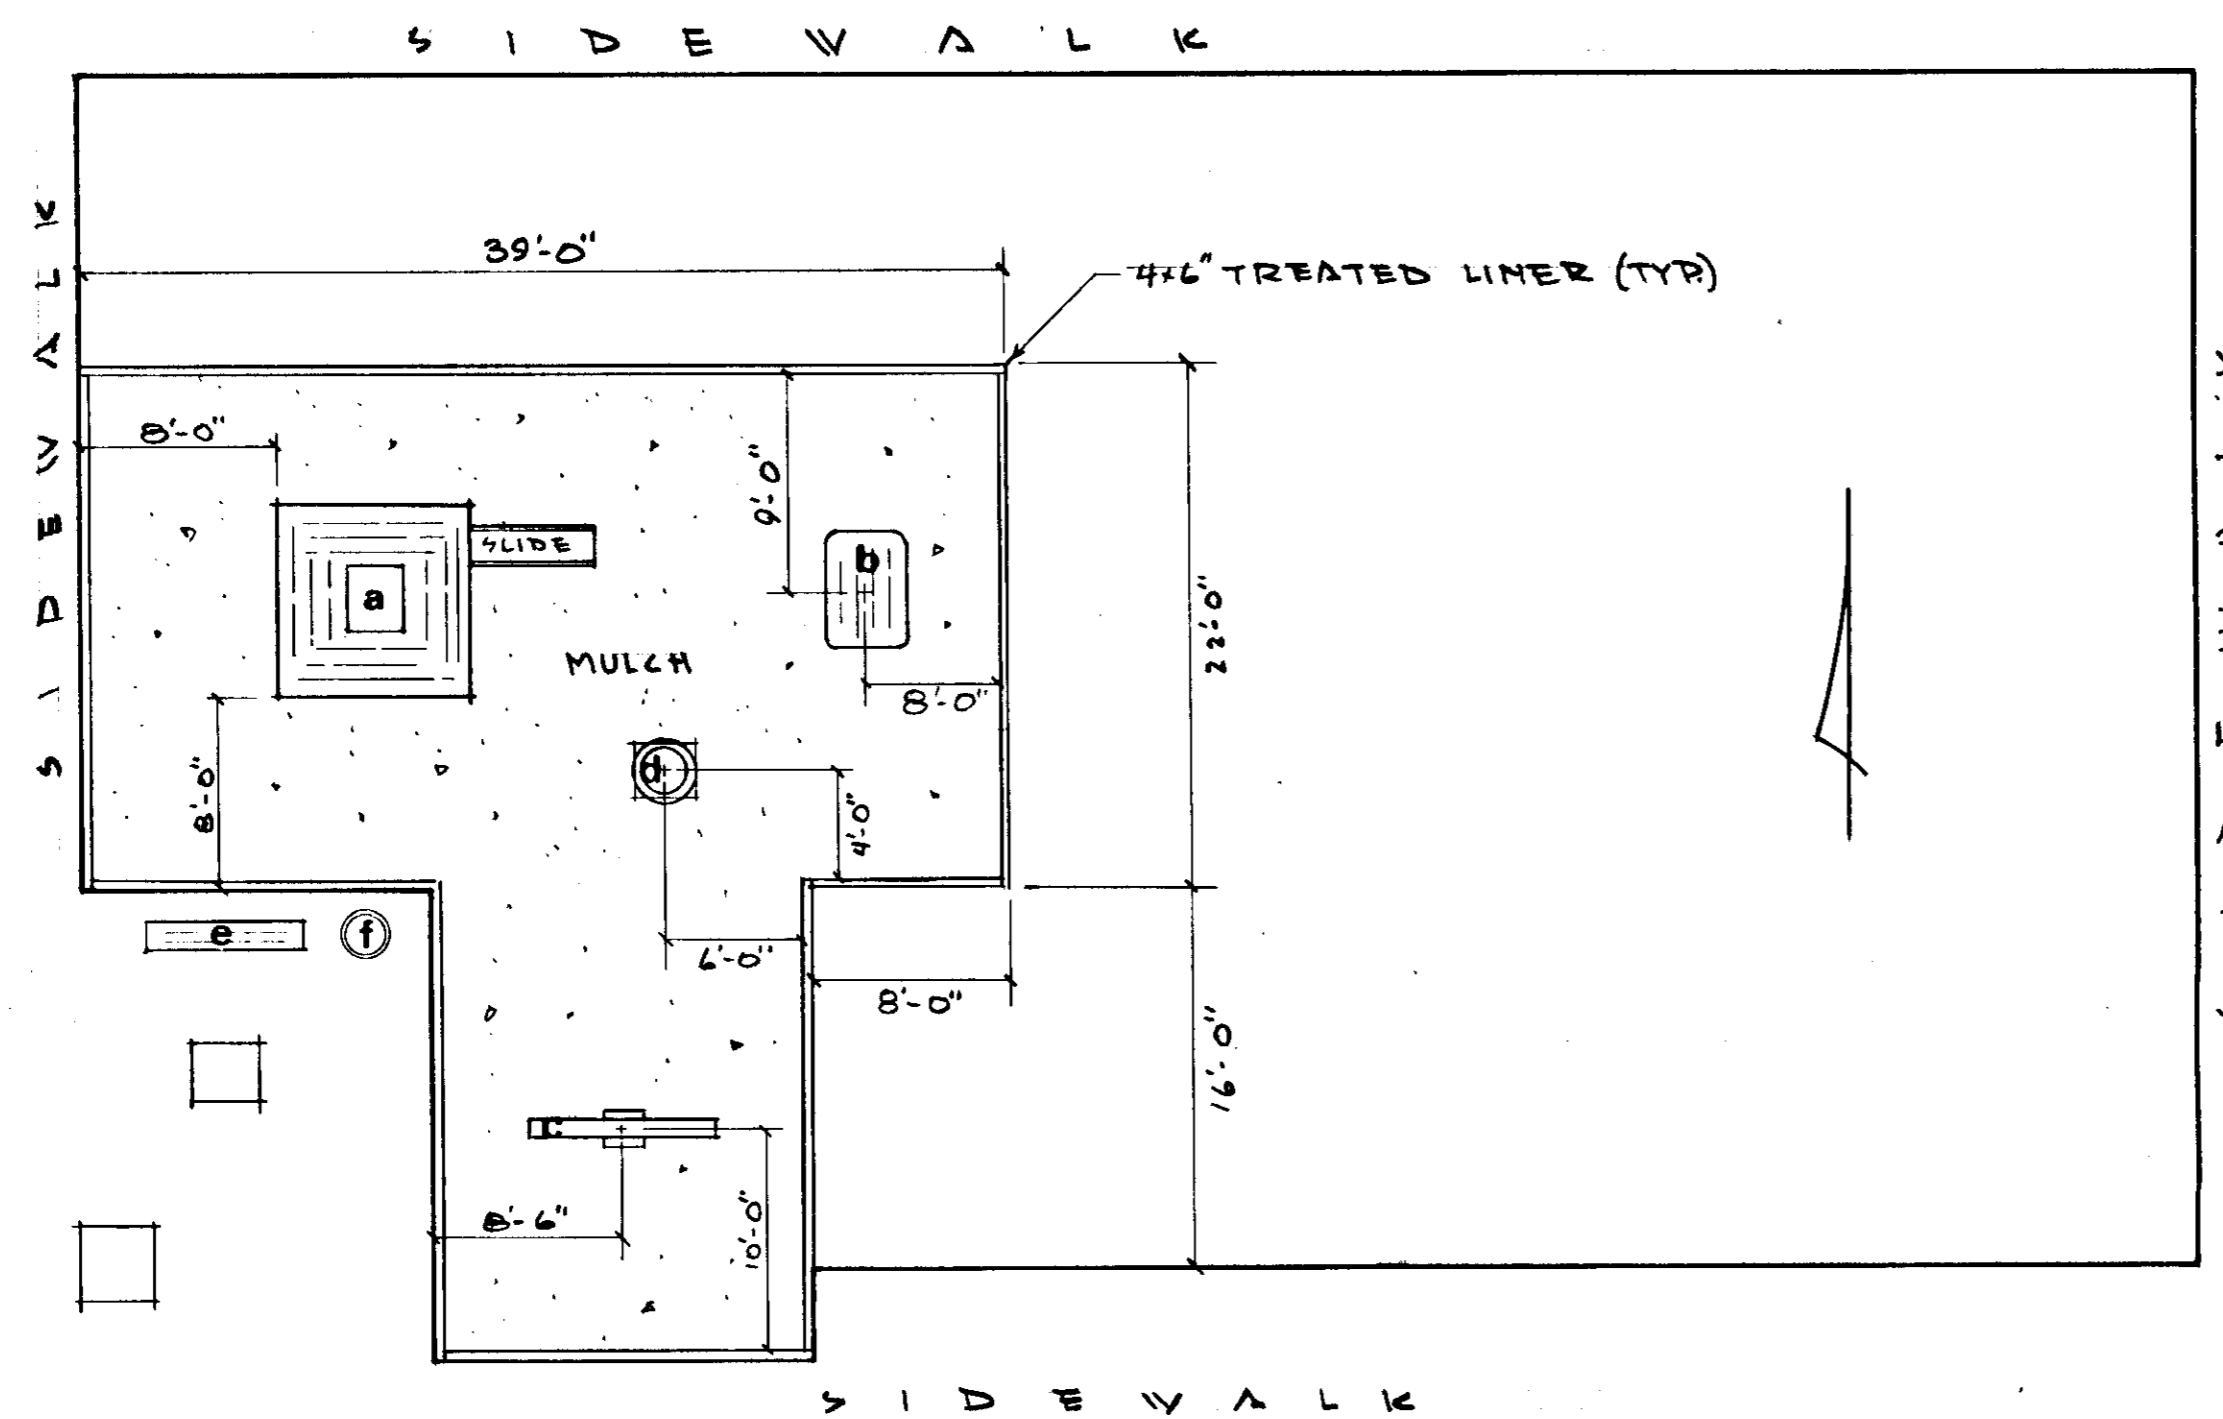 SIDEWALK
SIDEWALK
39'-0"
4x6" TREATED LINER (TYP.)
8'-0"
9'-0"
SLIDE
a
b
22'-0"
MULCH
8'-0"
8'-0"
d
4'-0"
e
f
6'-0"
8'-0"
16'-0"
c
8'-6"
10'-0"
SIDEWALK